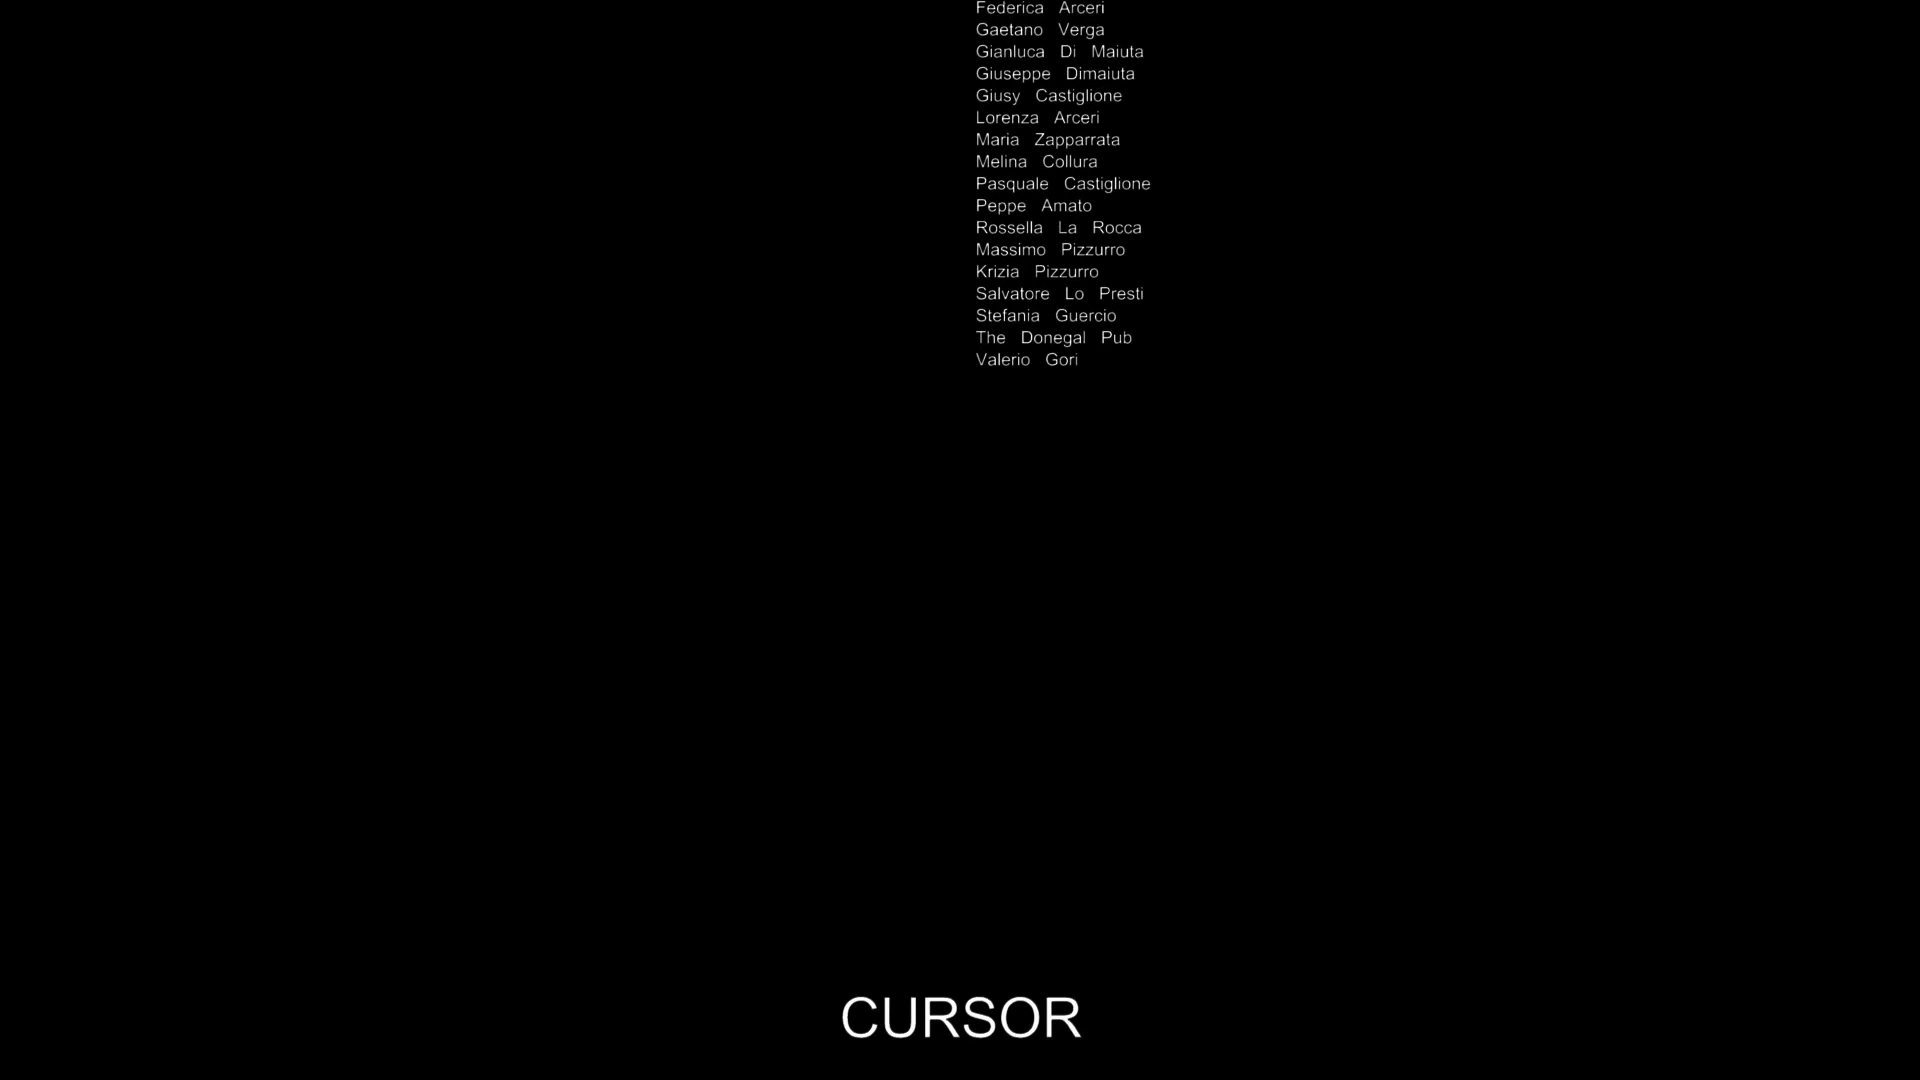 Federica Arceri
Gaetano Verga
Gianluca Di Maiuta
Giuseppe Dimaiuta
Giusy Castiglione
Lorenza Arceri
Maria Zapparrata
Melina Collura
Pasquale Castiglione
Peppe Amato
Rossella La Rocca
Massimo Pizzurro
Krizia Pizzurro
Salvatore Lo Presti
Stefania Guercio
The Donegal Pub
Valerio Gori
CURSOR